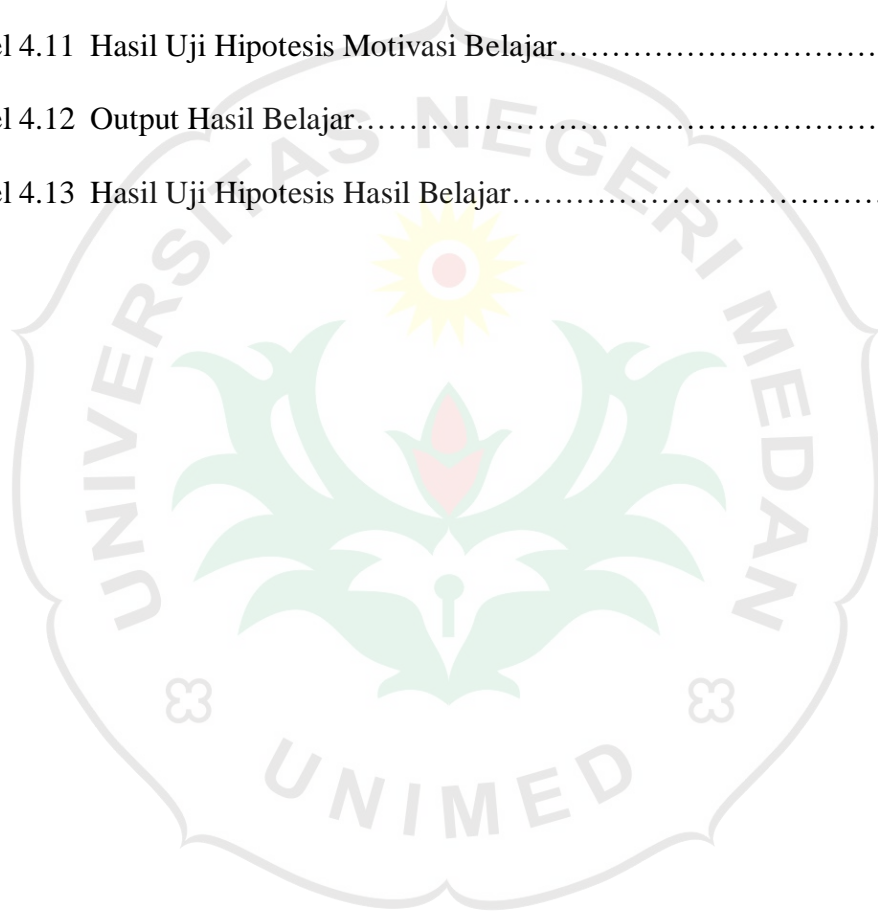 el 4.11 Hasil Uji Hipotesis Motivasi Belajar……………………………
el 4.12 Output Hasil Belajar……………………………………………
el 4.13 Hasil Uji Hipotesis Hasil Belajar………………………………
UNIVERSITAS NEGERI MEDAN
UNIMED